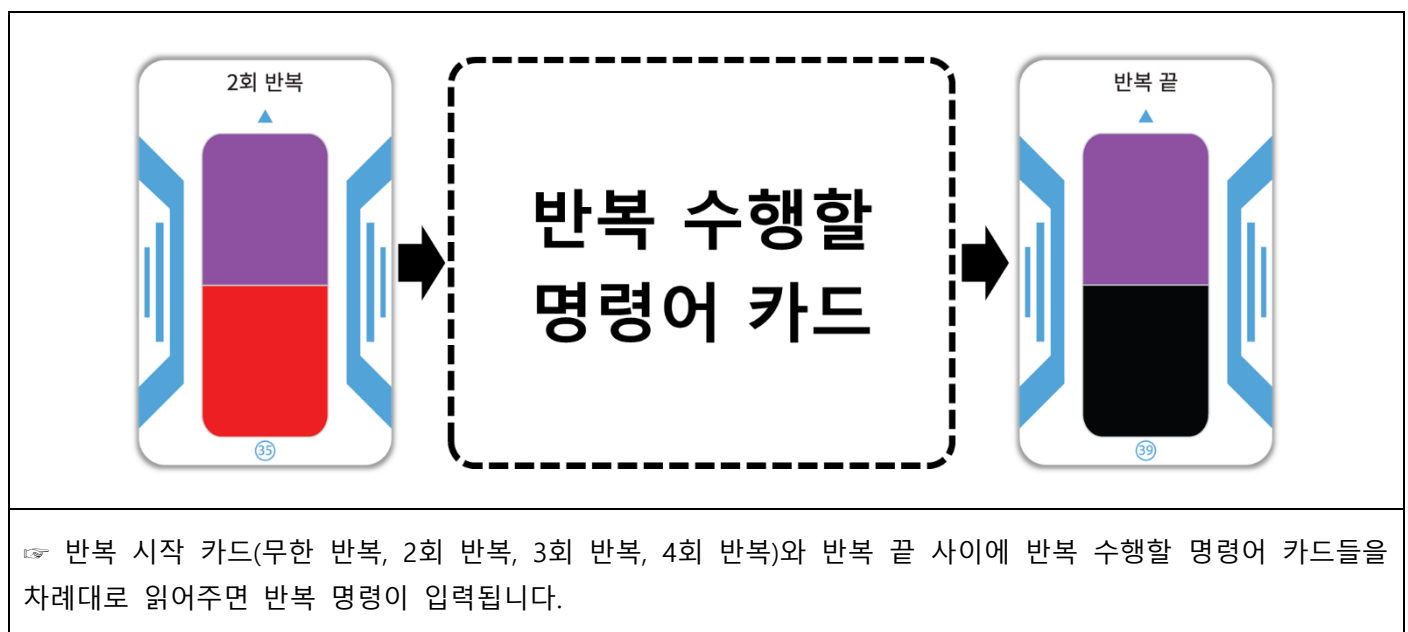 2회 반복
반복 끝
반복 수행할
명령어 카드
㉟
㊴
☞ 반복 시작 카드(무한 반복, 2회 반복, 3회 반복, 4회 반복)와 반복 끝 사이에 반복 수행할 명령어 카드들을
차례대로 읽어주면 반복 명령이 입력됩니다.